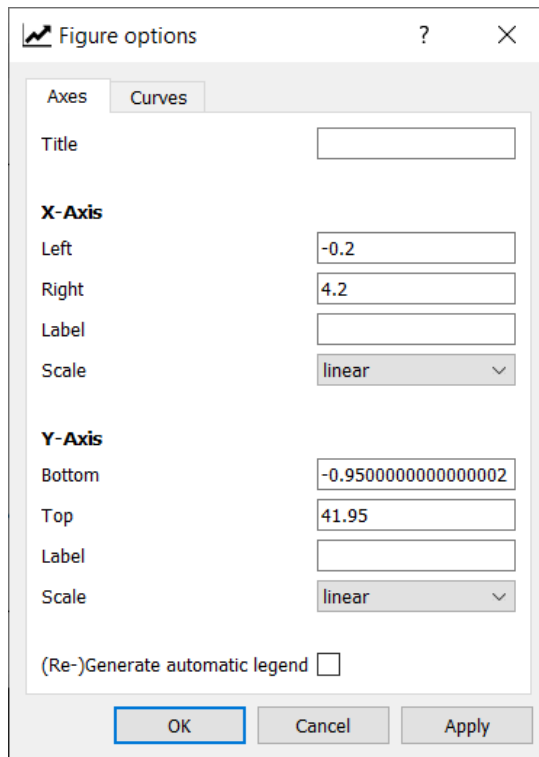 Figure options ?
Axes Curves
Title
X-Axis
Left -0.2
Right 4.2
Label
Scale linear
Y-Axis
Bottom -0.9500000000000002
Top 41.95
Label
Scale linear
(Re-)Generate automatic legend
OK Cancel Apply